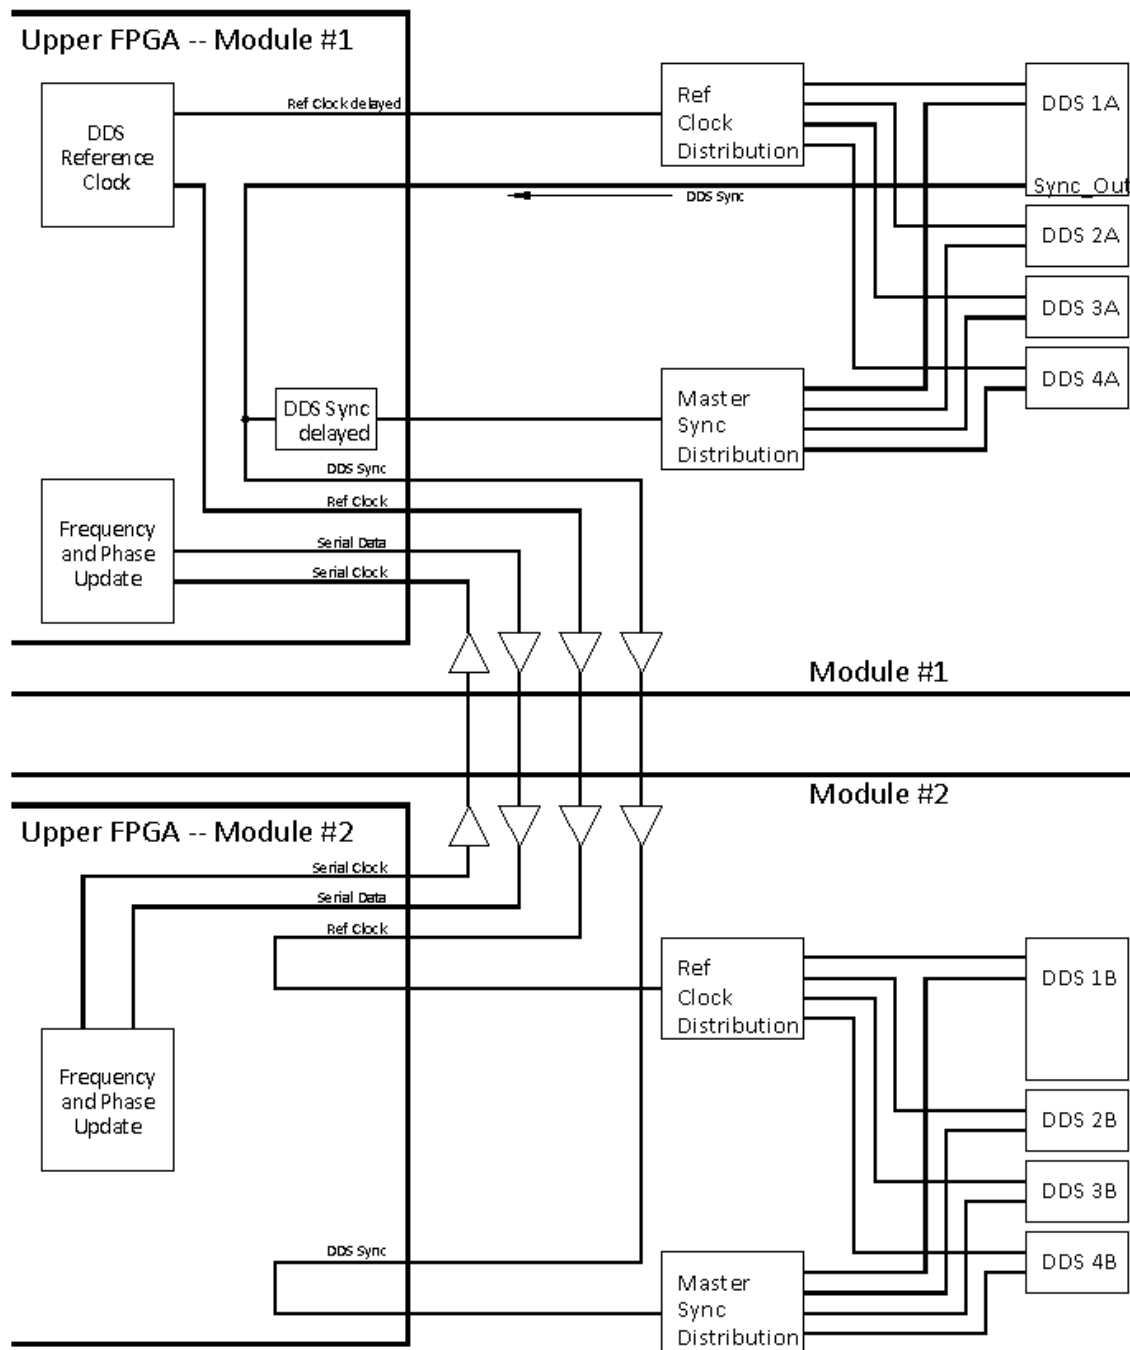 Upper FPGA -- Module #1
DDS
Reference
Clock
Ref Clock delayed
Ref
Clock
Distribution
DDS 1A
Sync_Out
DDS Sync
DDS 2A
DDS 3A
DDS 4A
DDS Sync
delayed
Master
Sync
Distribution
DDS Sync
Ref Clock
Serial Data
Serial Clock
Frequency
and Phase
Update
Module #1
Module #2
Upper FPGA -- Module #2
Serial Clock
Serial Data
Ref Clock
Ref
Clock
Distribution
DDS 1B
Frequency
and Phase
Update
DDS 2B
DDS 3B
DDS 4B
DDS Sync
Master
Sync
Distribution